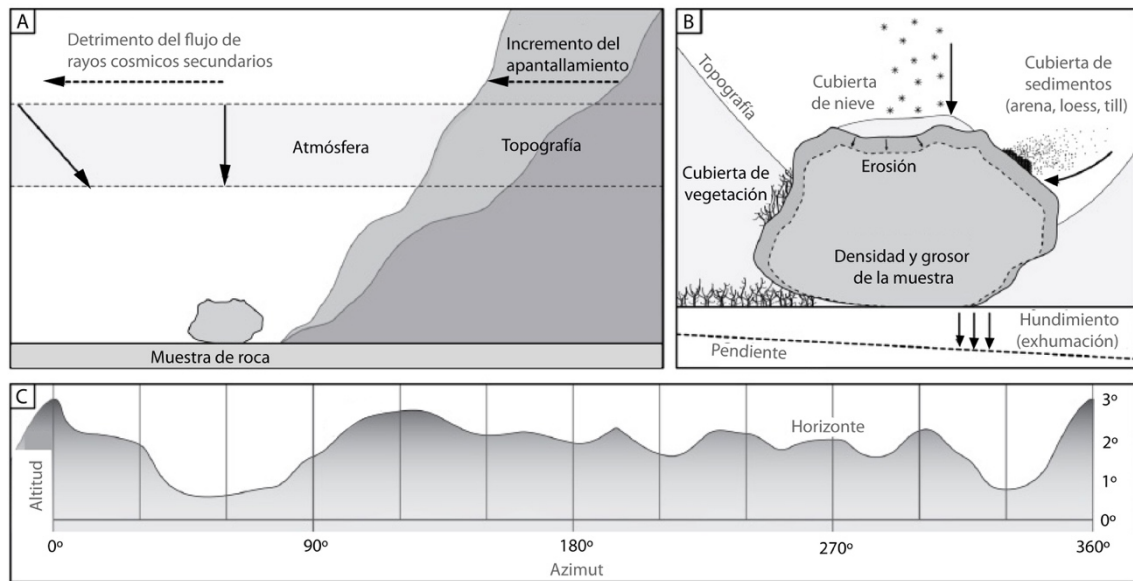 A
Detrimento del flujo de
rayos cosmicos secundarios
Incremento del
apantallamiento
Atmósfera
Topografía
Muestra de roca
B
Topografía
Cubierta
de nieve
Cubierta de
sedimentos
(arena, loess, till)
Erosión
Cubierta de
vegetación
Densidad y grosor
de la muestra
Hundimiento
(exhumación)
Pendiente
C
Horizonte
Altitud
3º
2º
1º
0º
0º 90º 180º 270º 360º
Azimut